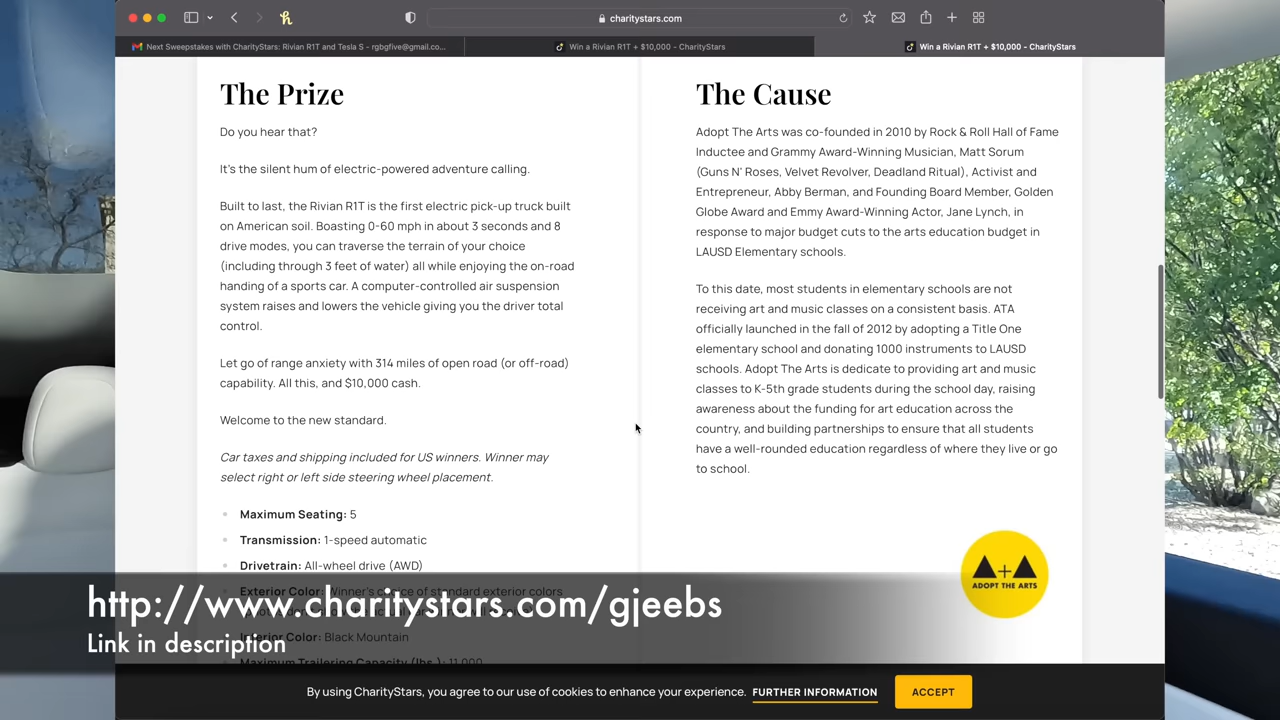 charitystars.com
Next Sweepstakes with CharityStars: Rivian R1T and Tesla S - rgbgfive@gmail.co...
Win a Rivian R1T + $10,000 - CharityStars
Win a Rivian R1T + $10,000 - CharityStars
The Prize
Do you hear that?
It's the silent hum of electric-powered adventure calling.
Built to last, the Rivian R1T is the first electric pick-up truck built
on American soil. Boasting 0-60 mph in about 3 seconds and 8
drive modes, you can traverse the terrain of your choice
(including through 3 feet of water) all while enjoying the on-road
handing of a sports car. A computer-controlled air suspension
system raises and lowers the vehicle giving you the driver total
control.
Let go of range anxiety with 314 miles of open road (or off-road)
capability. All this, and $10,000 cash.
Welcome to the new standard.
Car taxes and shipping included for US winners. Winner may
select right or left side steering wheel placement.
Maximum Seating: 5
Transmission: 1-speed automatic
Drivetrain: All-wheel drive (AWD)
Exterior Color: Winner's choice of standard exterior colors
Interior Color: Black Mountain
Maximum Trailering Capacity (lbs.): 11,000
The Cause
Adopt The Arts was co-founded in 2010 by Rock & Roll Hall of Fame
Inductee and Grammy Award-Winning Musician, Matt Sorum
(Guns N' Roses, Velvet Revolver, Deadland Ritual), Activist and
Entrepreneur, Abby Berman, and Founding Board Member, Golden
Globe Award and Emmy Award-Winning Actor, Jane Lynch, in
response to major budget cuts to the arts education budget in
LAUSD Elementary schools.
To this date, most students in elementary schools are not
receiving art and music classes on a consistent basis. ATA
officially launched in the fall of 2012 by adopting a Title One
elementary school and donating 1000 instruments to LAUSD
schools. Adopt The Arts is dedicate to providing art and music
classes to K-5th grade students during the school day, raising
awareness about the funding for art education across the
country, and building partnerships to ensure that all students
have a well-rounded education regardless of where they live or go
to school.
A+A
ADOPT THE ARTS
http://www.charitystars.com/gjeebs
Link in description
By using CharityStars, you agree to our use of cookies to enhance your experience. FURTHER INFORMATION
ACCEPT